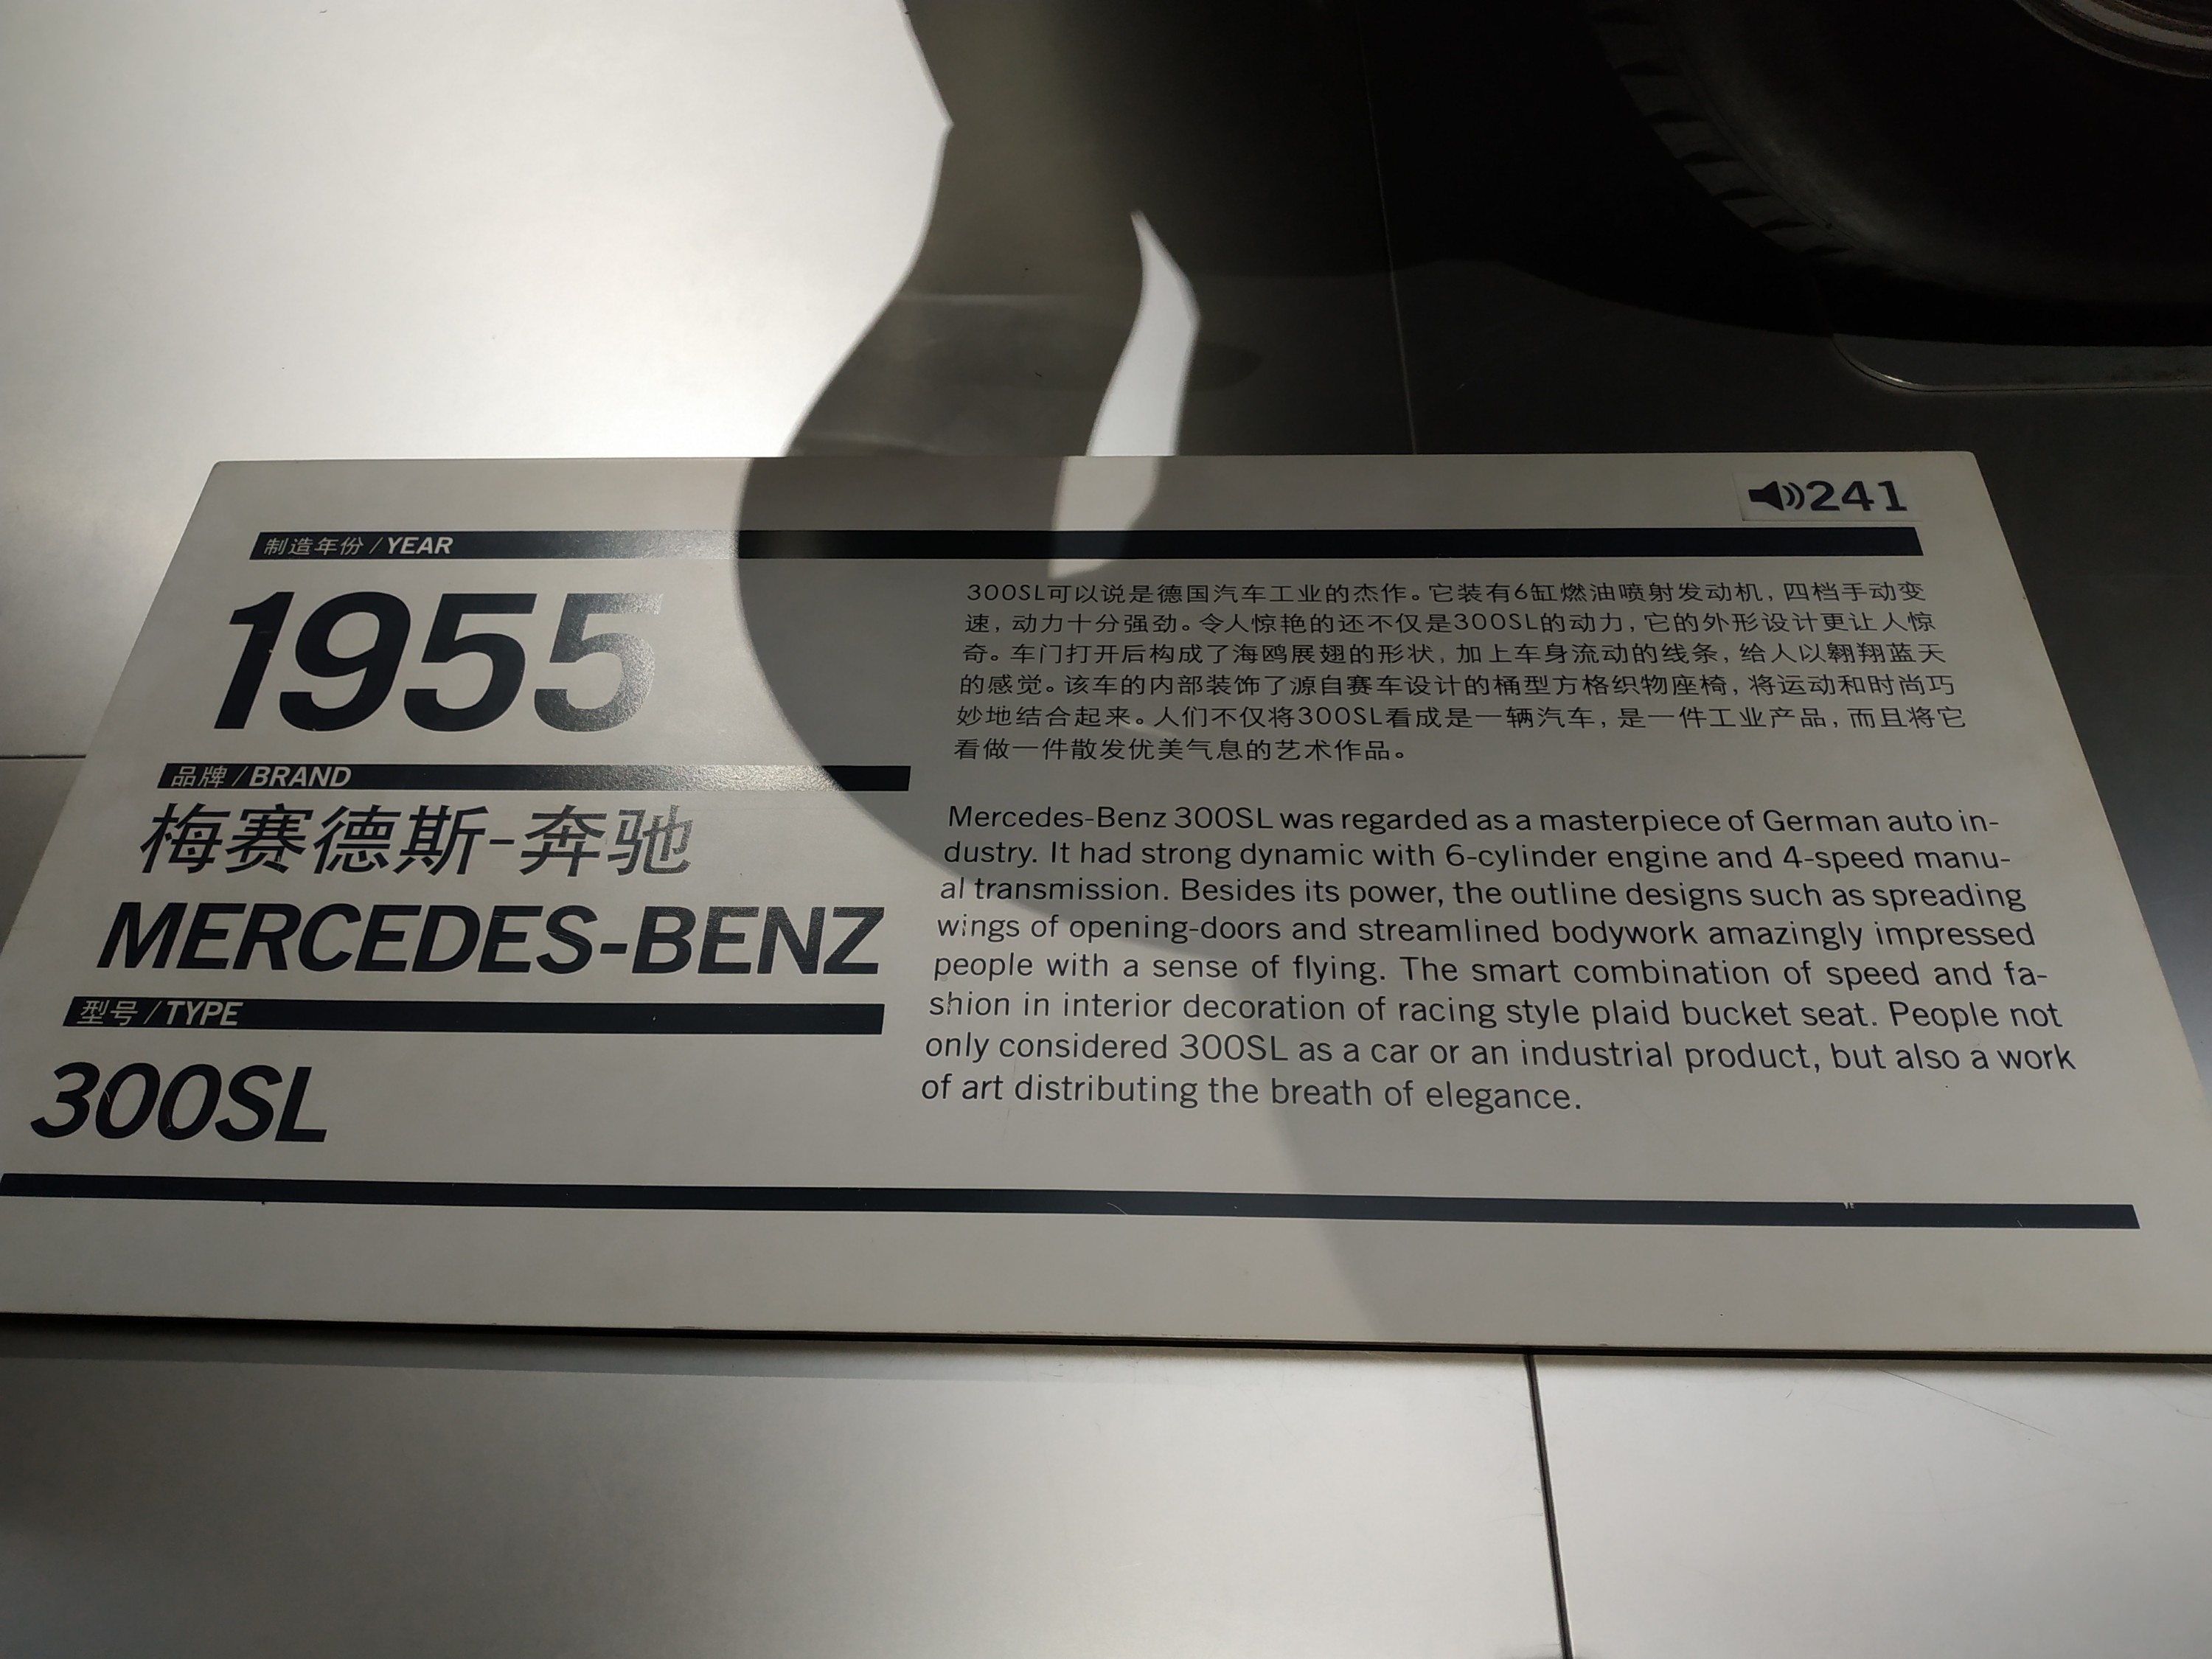 241
制造年份 / YEAR
1955
品牌 / BRAND
梅赛德斯-奔驰
MERCEDES-BENZ
型号 / TYPE
300SL
300SL可以说是德国汽车工业的杰作。它装有6缸燃油喷射发动机，四档手动变
速，动力十分强劲。令人惊艳的还不仅是300SL的动力，它的外形设计更让人惊
奇。车门打开后构成了海鸥展翅的形状，加上车身流动的线条，给人以翱翔蓝天
的感觉。该车的内部装饰了源自赛车设计的桶型方格织物座椅，将运动和时尚巧
妙地结合起来。人们不仅将300SL看成是一辆汽车，是一件工业产品，而且将它
看做一件散发优美气息的艺术作品。
Mercedes-Benz 300SL was regarded as a masterpiece of German auto in-
dustry. It had strong dynamic with 6-cylinder engine and 4-speed manu-
al transmission. Besides its power, the outline designs such as spreading
wings of opening-doors and streamlined bodywork amazingly impressed
people with a sense of flying. The smart combination of speed and fa-
shion in interior decoration of racing style plaid bucket seat. People not
only considered 300SL as a car or an industrial product, but also a work
of art distributing the breath of elegance.